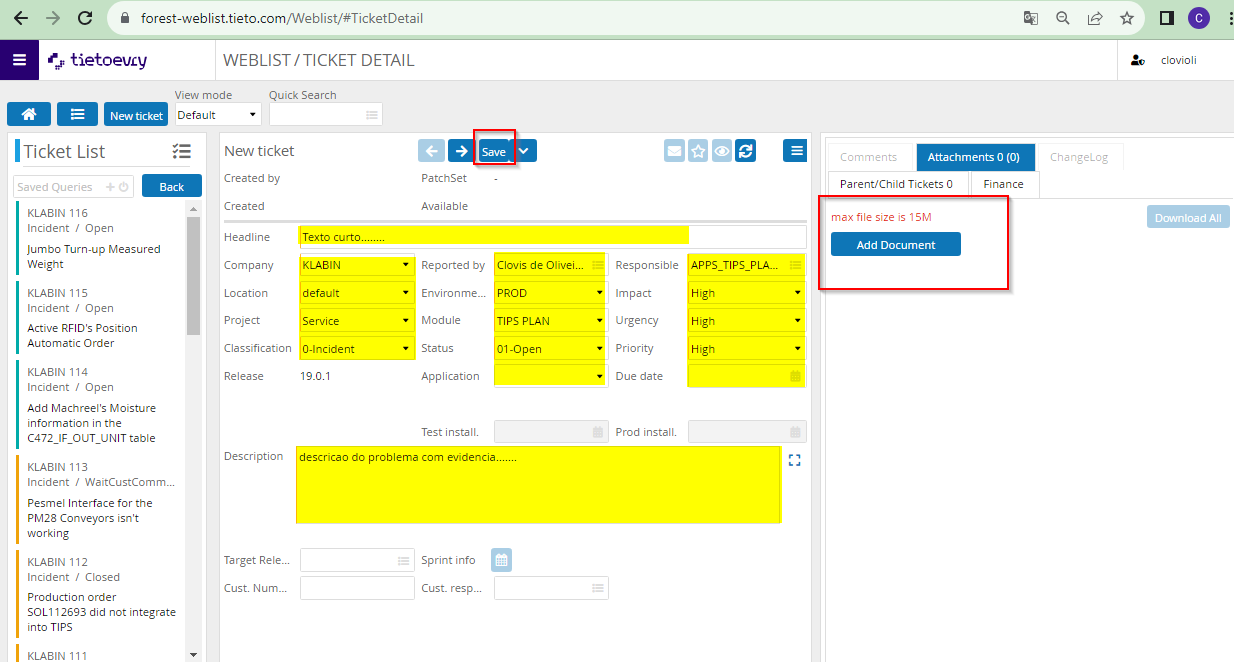 forest-weblist.tieto.com/Weblist/#TicketDetail
C
tietoevry
WEBLIST / TICKET DETAIL
clovioli
New ticket
View mode
Default
Quick Search
Ticket List
Saved Queries
Back
KLABIN 116
Incident / Open
Jumbo Turn-up Measured
Weight
KLABIN 115
Incident / Open
Active RFID's Position
Automatic Order
KLABIN 114
Incident / Open
Add Machreel's Moisture
information in the
C472_IF_OUT_UNIT table
KLABIN 113
Incident / WaitCustComm...
Pesmel Interface for the
PM28 Conveyors isn't
working
KLABIN 112
Incident / Closed
Production order
SOL112693 did not integrate
into TIPS
KLABIN 111
New ticket
Save
Created by
PatchSet -
Created
Available
Headline Texto curto........
Company KLABIN Reported by Clovis de Olivei... Responsible APPS_TIPS_PLA...
Location default Environme... PROD Impact High
Project Service Module TIPS PLAN Urgency High
Classification 0-Incident Status 01-Open Priority High
Release 19.0.1 Application Due date
Test install. Prod install.
Description descricao do problema com evidencia.......
Target Rele... Sprint info
Cust. Num... Cust. resp...
Comments Attachments 0 (0) ChangeLog
Parent/Child Tickets 0 Finance
max file size is 15M
Download All
Add Document